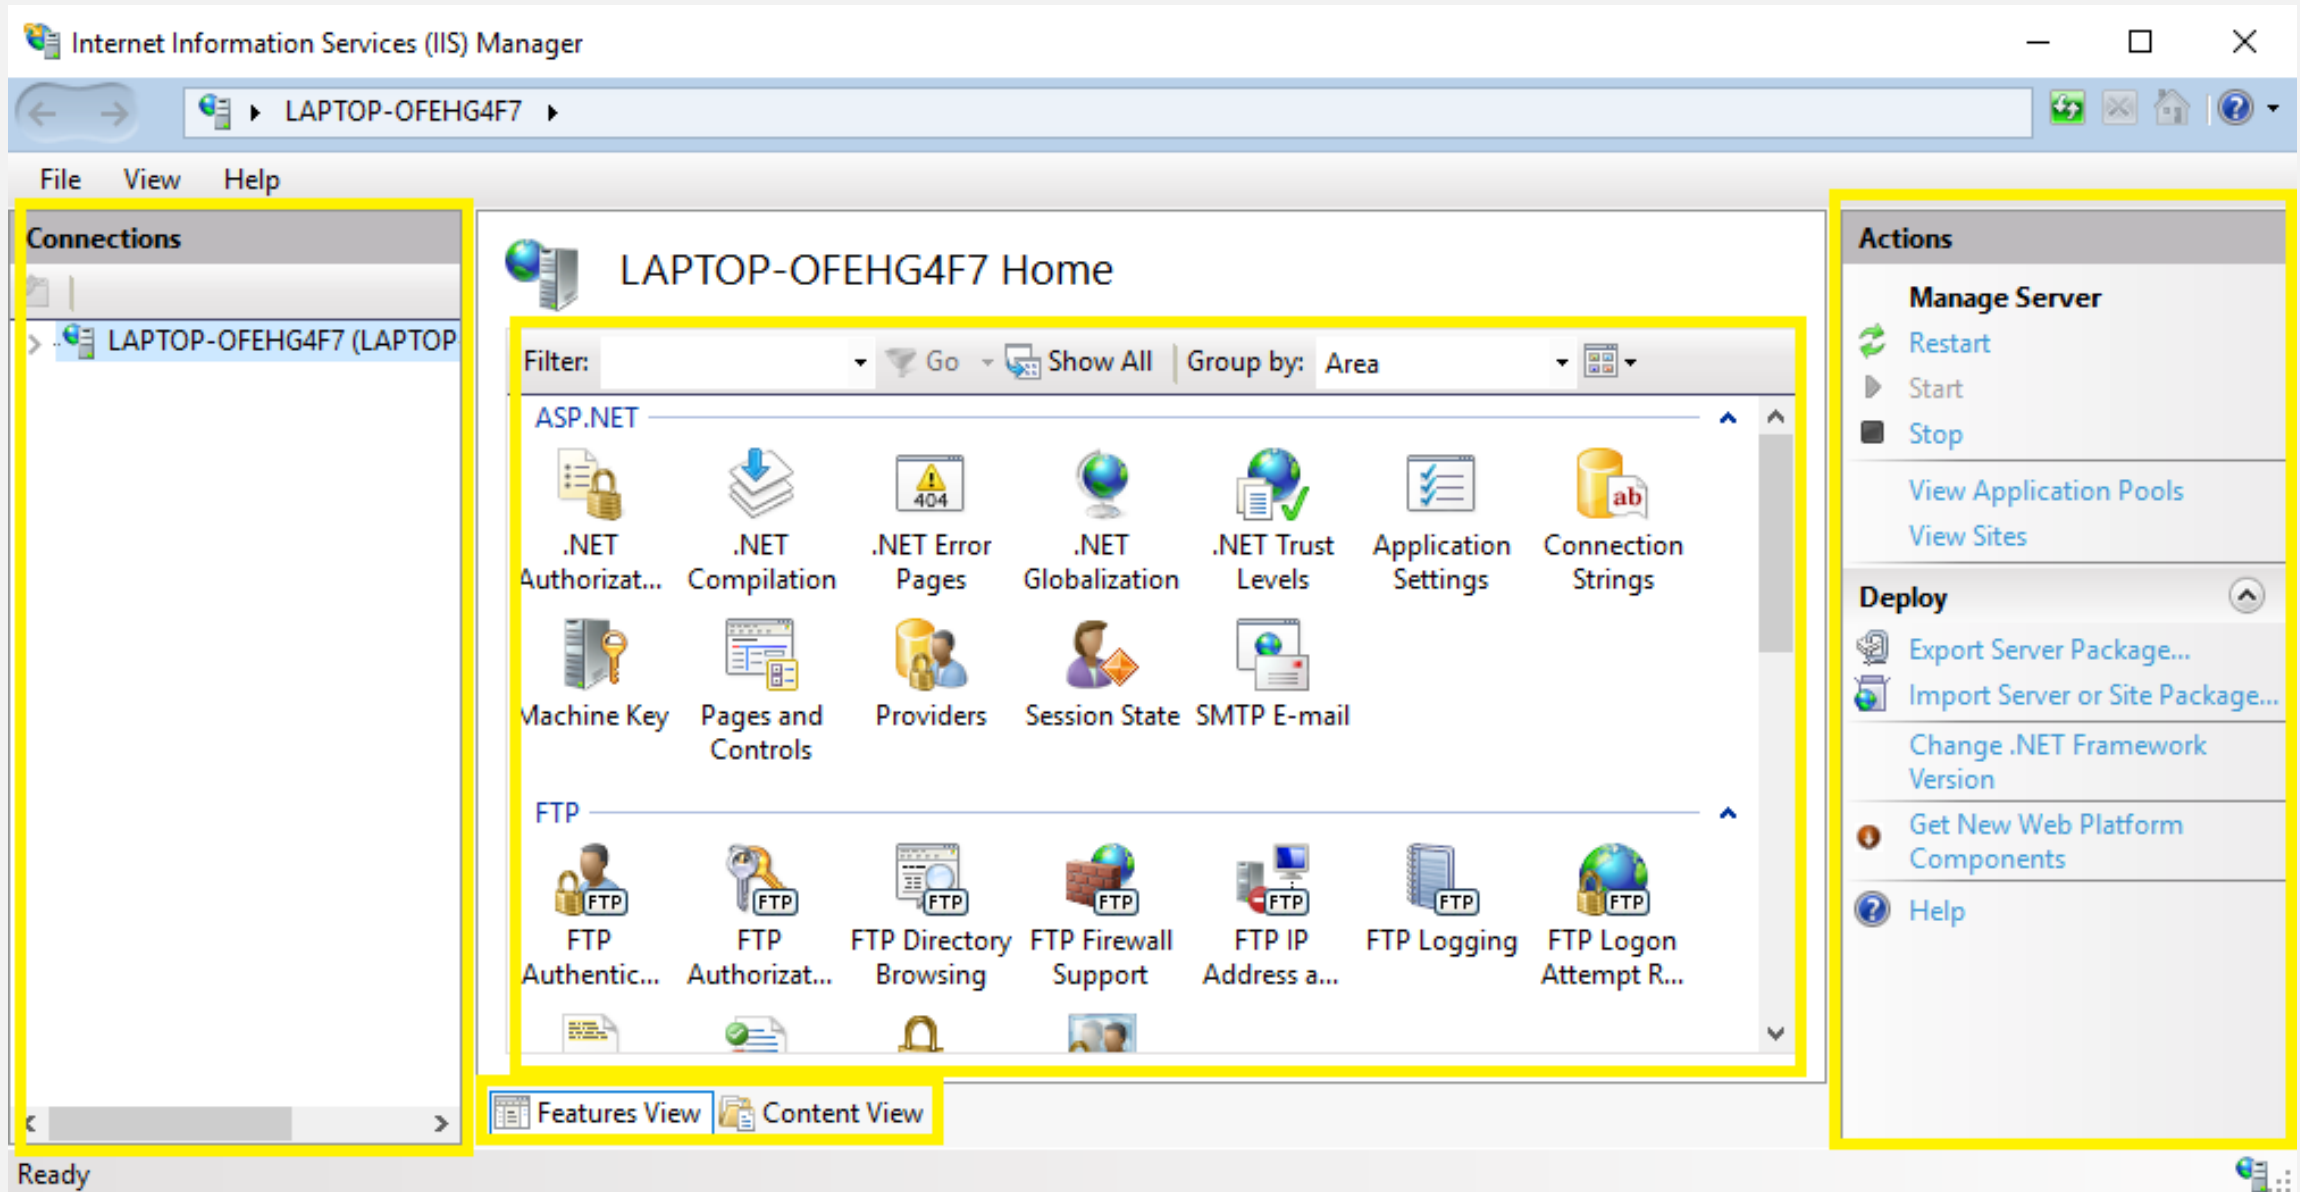 Internet Information Services (IIS) Manager
LAPTOP-OFEHG4F7
File View Help
Connections
LAPTOP-OFEHG4F7 (LAPTOP
LAPTOP-OFEHG4F7 Home
Filter: Go Show All Group by: Area
ASP.NET
.NET Authorizat...
.NET Compilation
.NET Error Pages
404
.NET Globalization
.NET Trust Levels
Application Settings
Connection Strings
ab
Machine Key
Pages and Controls
Providers
Session State
SMTP E-mail
FTP
FTP
FTP Authentic...
FTP
FTP Authorizat...
FTP
FTP Directory Browsing
FTP
FTP Firewall Support
FTP
FTP IP Address a...
FTP
FTP Logging
FTP
FTP Logon Attempt R...
Features View
Content View
Actions
Manage Server
Restart
Start
Stop
View Application Pools
View Sites
Deploy
Export Server Package...
Import Server or Site Package...
Change .NET Framework
Version
Get New Web Platform
Components
Help
Ready